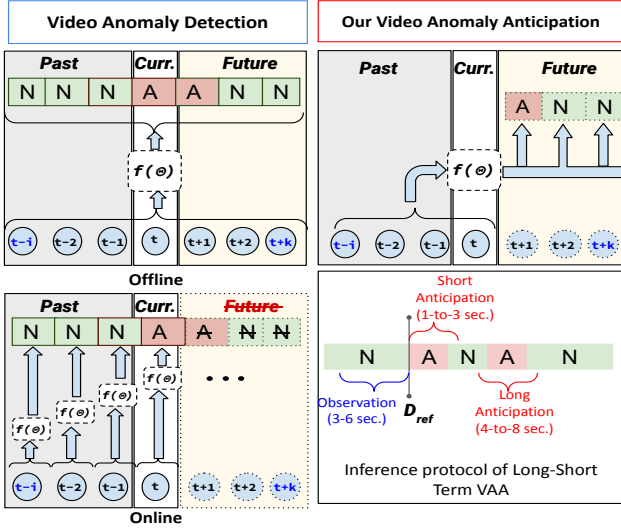 Video Anomaly Detection
Past Curr. Future
N N N A A N N
f(Θ)
t-i t-2 t-1 t t+1 t+2 t+k
Offline
Past Curr. Future
N N N A A N N
f(Θ) f(Θ) f(Θ) f(Θ) • • •
t-i t-2 t-1 t t+1 t+2 t+k
Online
Our Video Anomaly Anticipation
Past Curr. Future
A N N
f(Θ)
t-i t-2 t-1 t t+1 t+2 t+k
Short
Anticipation
(1-to-3 sec.)
N A N A N
Observation
(3-6 sec.)
D_ref
Long
Anticipation
(4-to-8 sec.)
Inference protocol of Long-Short
Term VAA